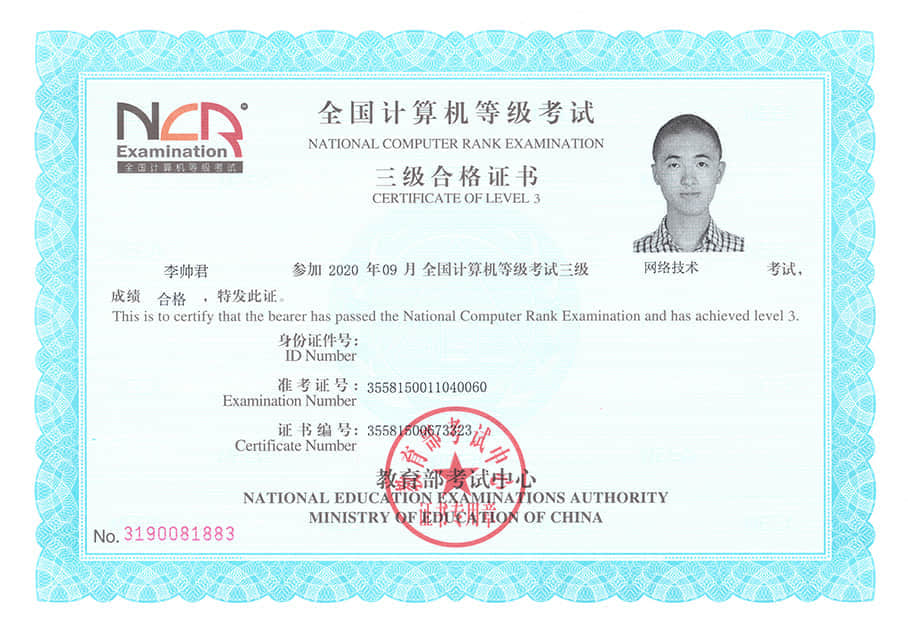 NCR
Examination
全国计算机等级考试
全国计算机等级考试
NATIONAL COMPUTER RANK EXAMINATION
三级合格证书
CERTIFICATE OF LEVEL 3
李帅君 参加 2020 年 09 月 全国计算机等级考试三级 网络技术 考试，
成绩 合格 ，特发此证。
This is to certify that the bearer has passed the National Computer Rank Examination and has achieved level 3.
身份证件号：
ID Number
准考证号： 3558150011040060
Examination Number
证书编号： 35581500673323
Certificate Number
教育部考试中心
教育部考试中心
证书专用章
NATIONAL EDUCATION EXAMINATIONS AUTHORITY
MINISTRY OF EDUCATION OF CHINA
No. 3190081883